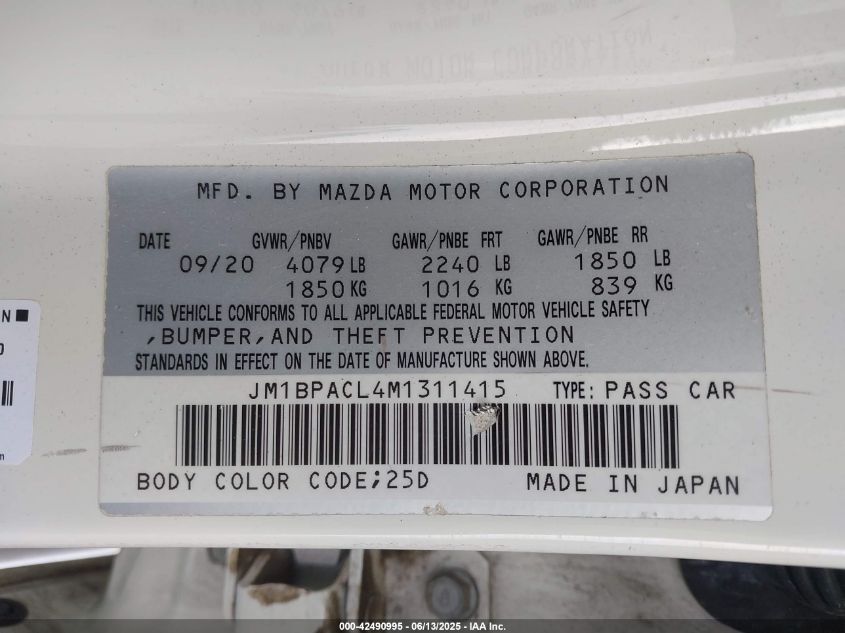 MFD. BY MAZDA MOTOR CORPORATION
DATE GVWR/PNBV GAWR/PNBE FRT GAWR/PNBE RR
09/20 4079 LB 2240 LB 1850 LB
1850 KG 1016 KG 839 KG
THIS VEHICLE CONFORMS TO ALL APPLICABLE FEDERAL MOTOR VEHICLE SAFETY
,BUMPER,AND THEFT PREVENTION
STANDARDS IN EFFECT ON THE DATE OF MANUFACTURE SHOWN ABOVE.
JM1BPACL4M1311415 TYPE: PASS CAR
BODY COLOR CODE;25D MADE IN JAPAN
000-42490995 - 06/13/2025 - IAA Inc.